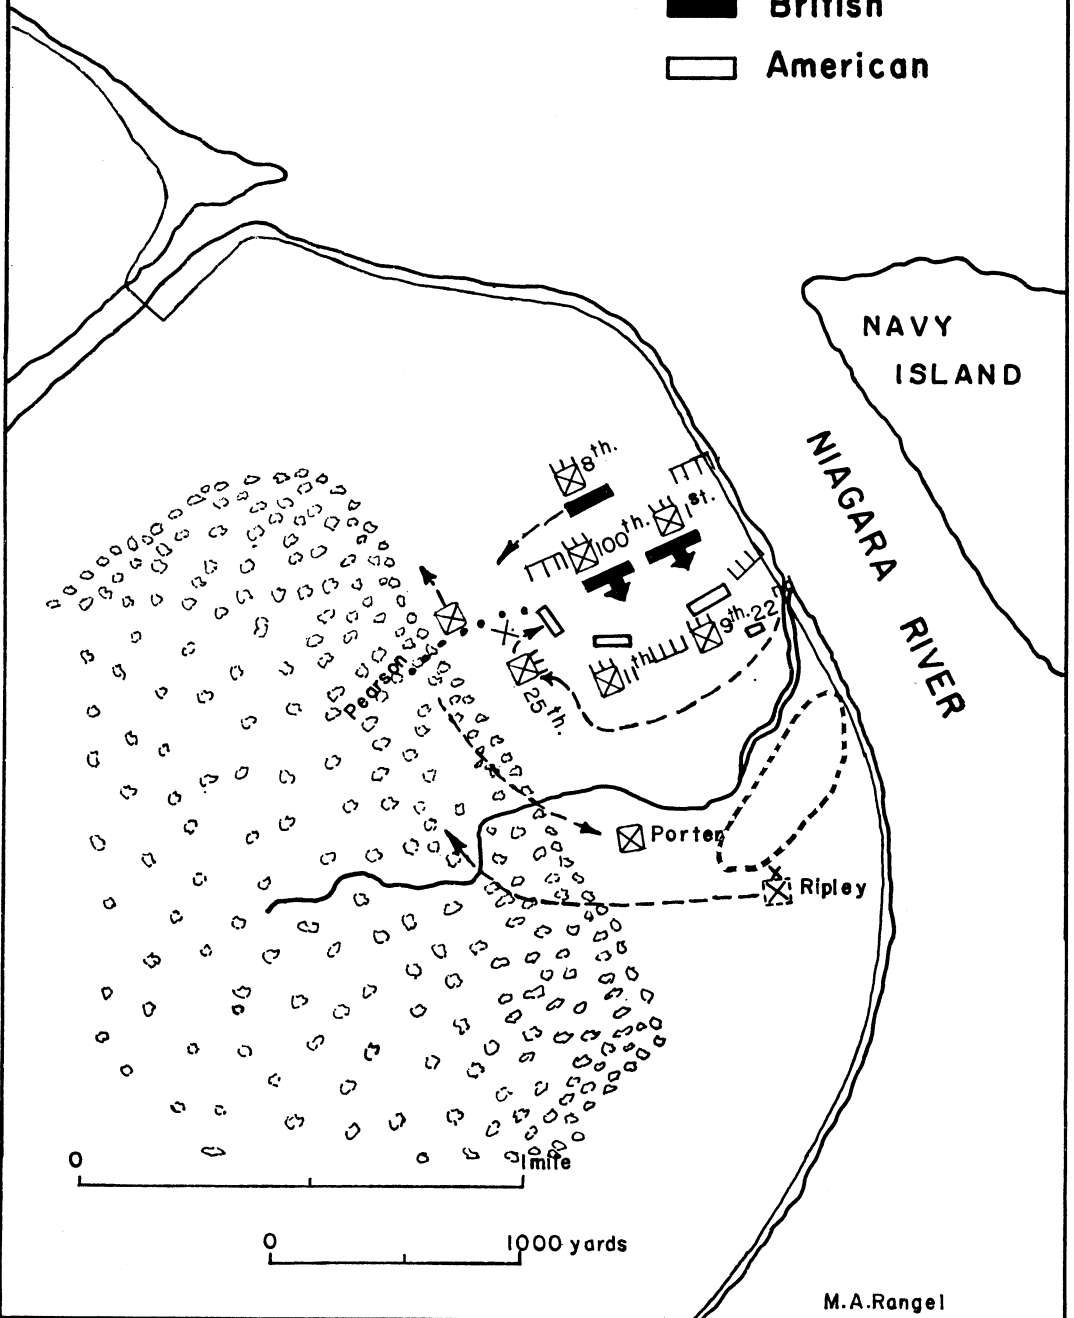 British
American
NAVY
ISLAND
NIAGARA RIVER
8th.
1st.
100th.
9th.
22nd
11th
25th.
Pearson
Porter
Ripley
0 1mile
0 1000 yards
M.A.Rangel